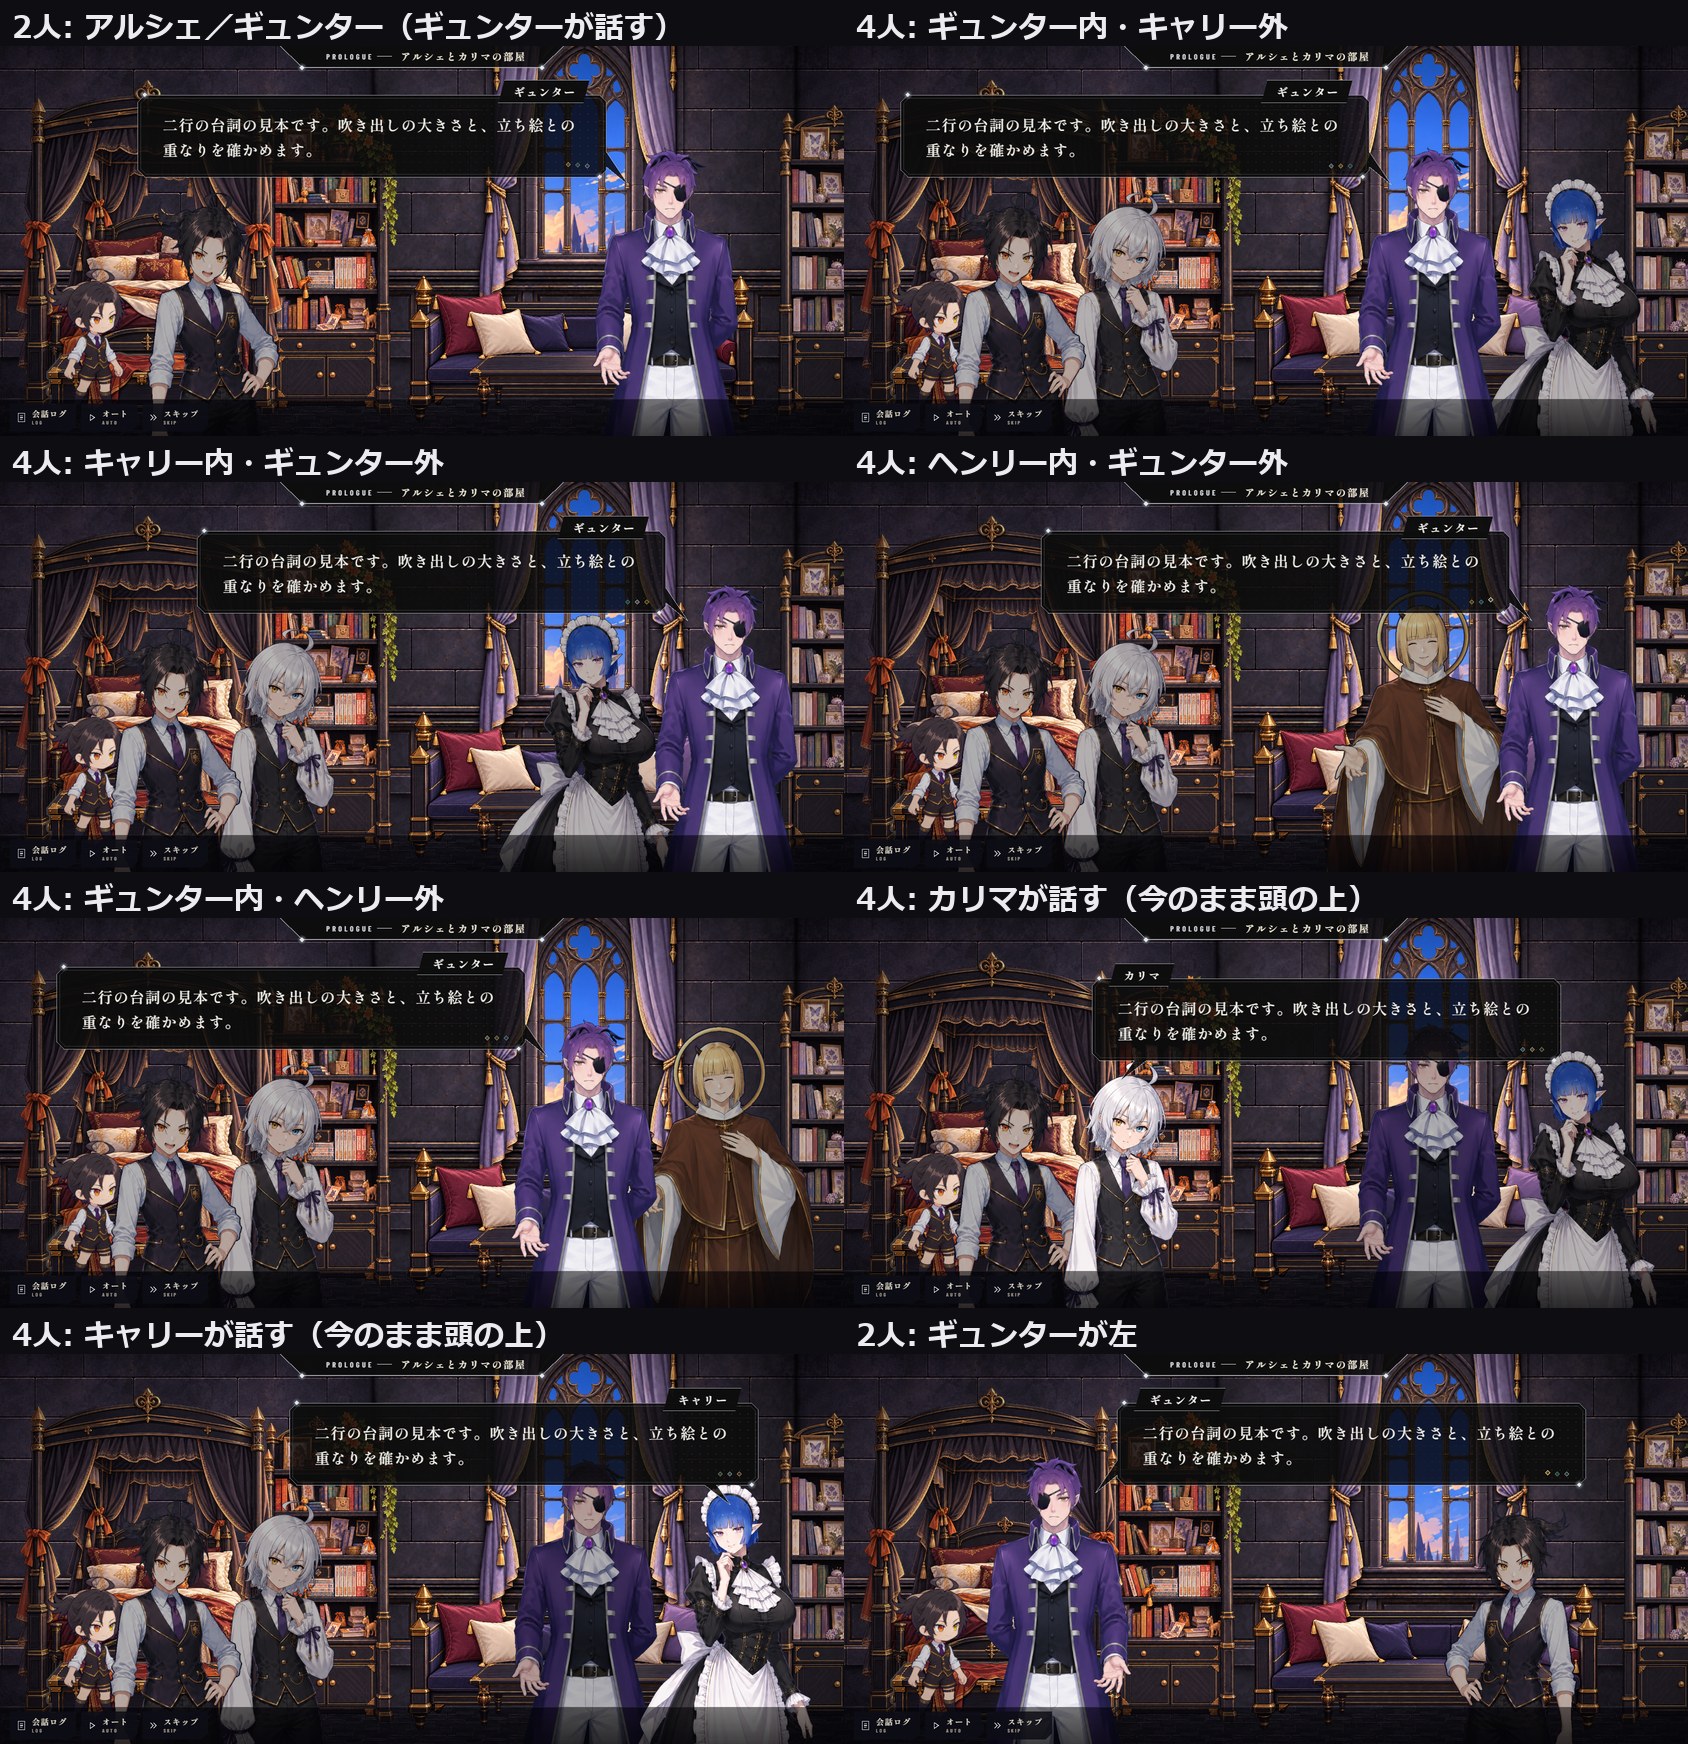 2人: アルシェ／ギュンター（ギュンターが話す）
PROLOGUE ── アルシェとカリマの部屋
ギュンター
二行の台詞の見本です。吹き出しの大きさと、立ち絵との
重なりを確かめます。
会話ログ オート スキップ
LOG AUTO SKIP
4人: ギュンター内・キャリー外
PROLOGUE ── アルシェとカリマの部屋
ギュンター
二行の台詞の見本です。吹き出しの大きさと、立ち絵との
重なりを確かめます。
会話ログ オート スキップ
LOG AUTO SKIP
4人: キャリー内・ギュンター外
PROLOGUE ── アルシェとカリマの部屋
ギュンター
二行の台詞の見本です。吹き出しの大きさと、立ち絵との
重なりを確かめます。
会話ログ オート スキップ
LOG AUTO SKIP
4人: ヘンリー内・ギュンター外
PROLOGUE ── アルシェとカリマの部屋
ギュンター
二行の台詞の見本です。吹き出しの大きさと、立ち絵との
重なりを確かめます。
会話ログ オート スキップ
LOG AUTO SKIP
4人: ギュンター内・ヘンリー外
PROLOGUE ── アルシェとカリマの部屋
ギュンター
二行の台詞の見本です。吹き出しの大きさと、立ち絵との
重なりを確かめます。
会話ログ オート スキップ
LOG AUTO SKIP
4人: カリマが話す（今のまま頭の上）
PROLOGUE ── アルシェとカリマの部屋
カリマ
二行の台詞の見本です。吹き出しの大きさと、立ち絵との
重なりを確かめます。
会話ログ オート スキップ
LOG AUTO SKIP
4人: キャリーが話す（今のまま頭の上）
PROLOGUE ── アルシェとカリマの部屋
キャリー
二行の台詞の見本です。吹き出しの大きさと、立ち絵との
重なりを確かめます。
会話ログ オート スキップ
LOG AUTO SKIP
2人: ギュンターが左
PROLOGUE ── アルシェとカリマの部屋
ギュンター
二行の台詞の見本です。吹き出しの大きさと、立ち絵との
重なりを確かめます。
会話ログ オート スキップ
LOG AUTO SKIP